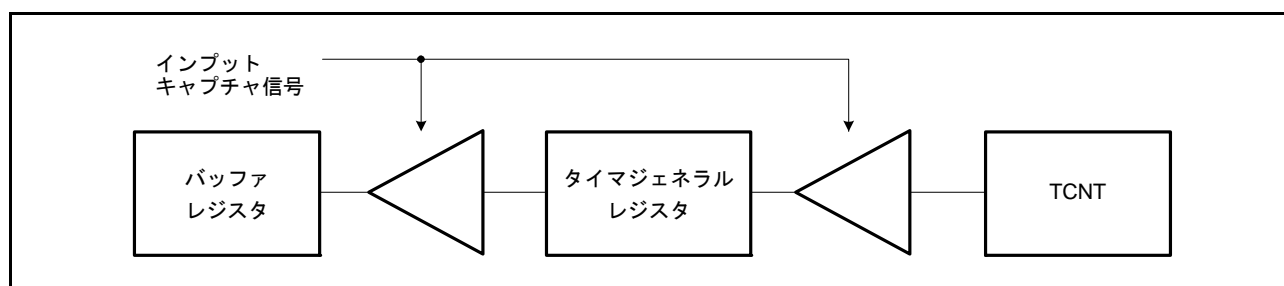 インプット
キャプチャ信号
バッファ
レジスタ
タイマジェネラル
レジスタ
TCNT